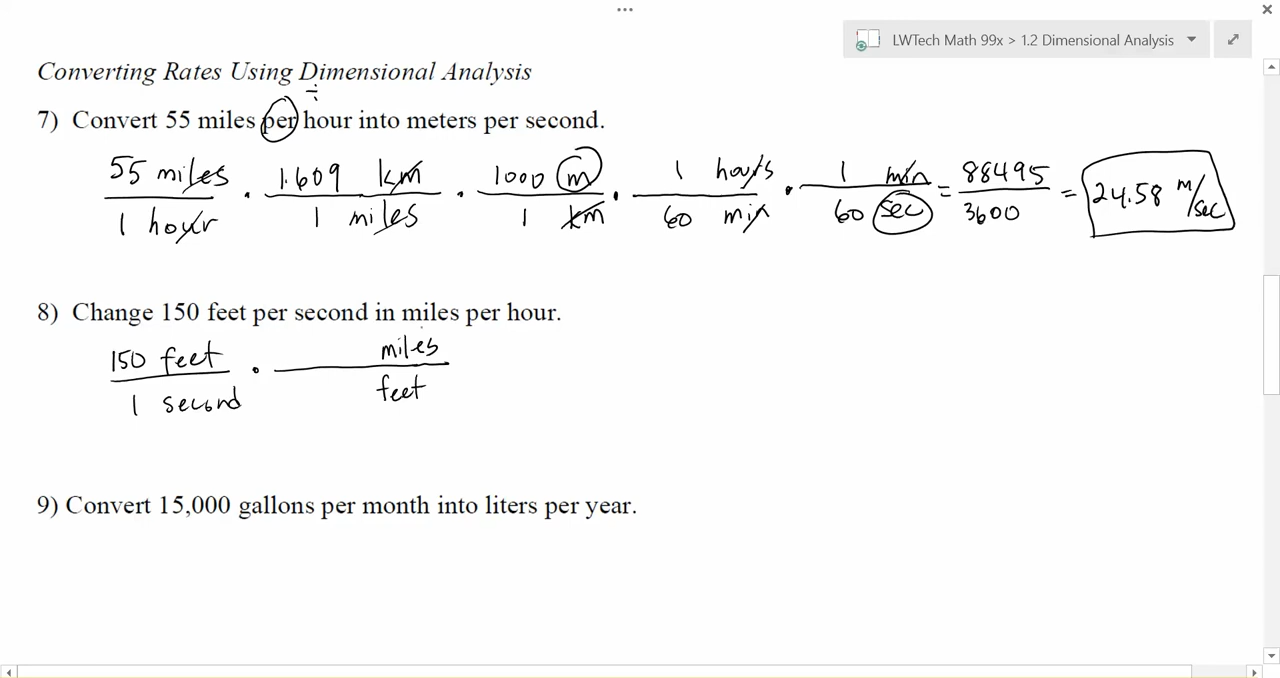 LWTech Math 99x > 1.2 Dimensional Analysis
Converting Rates Using Dimensional Analysis
÷
7) Convert 55 miles per hour into meters per second.
55 miles / 1 hour · 1.609 km / 1 miles · 1000 m / 1 km · 1 hours / 60 min · 1 min / 60 sec = 88495 / 3600 = 24.58 m/sec
8) Change 150 feet per second in miles per hour.
150 feet / 1 second · miles / feet
9) Convert 15,000 gallons per month into liters per year.